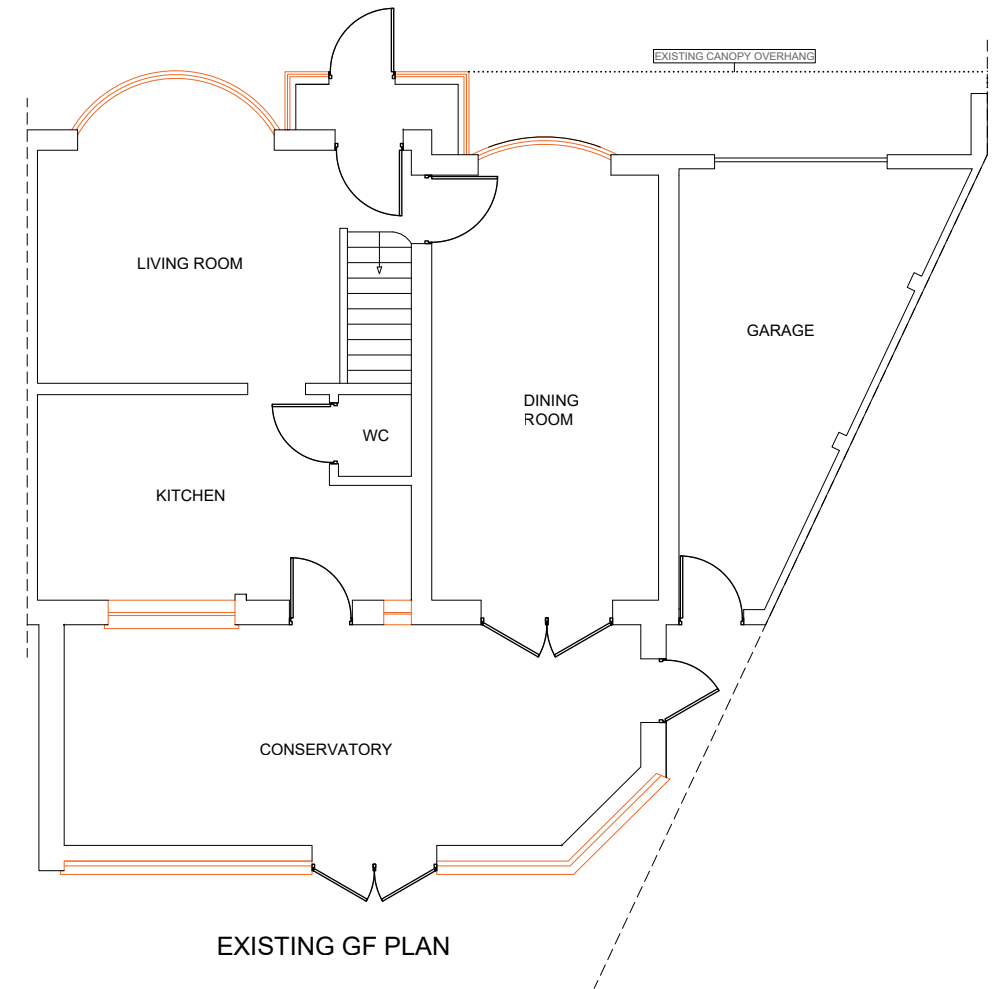 EXISTING CANOPY OVERHANG
LIVING ROOM
GARAGE
DINING
ROOM
WC
KITCHEN
CONSERVATORY
EXISTING GF PLAN